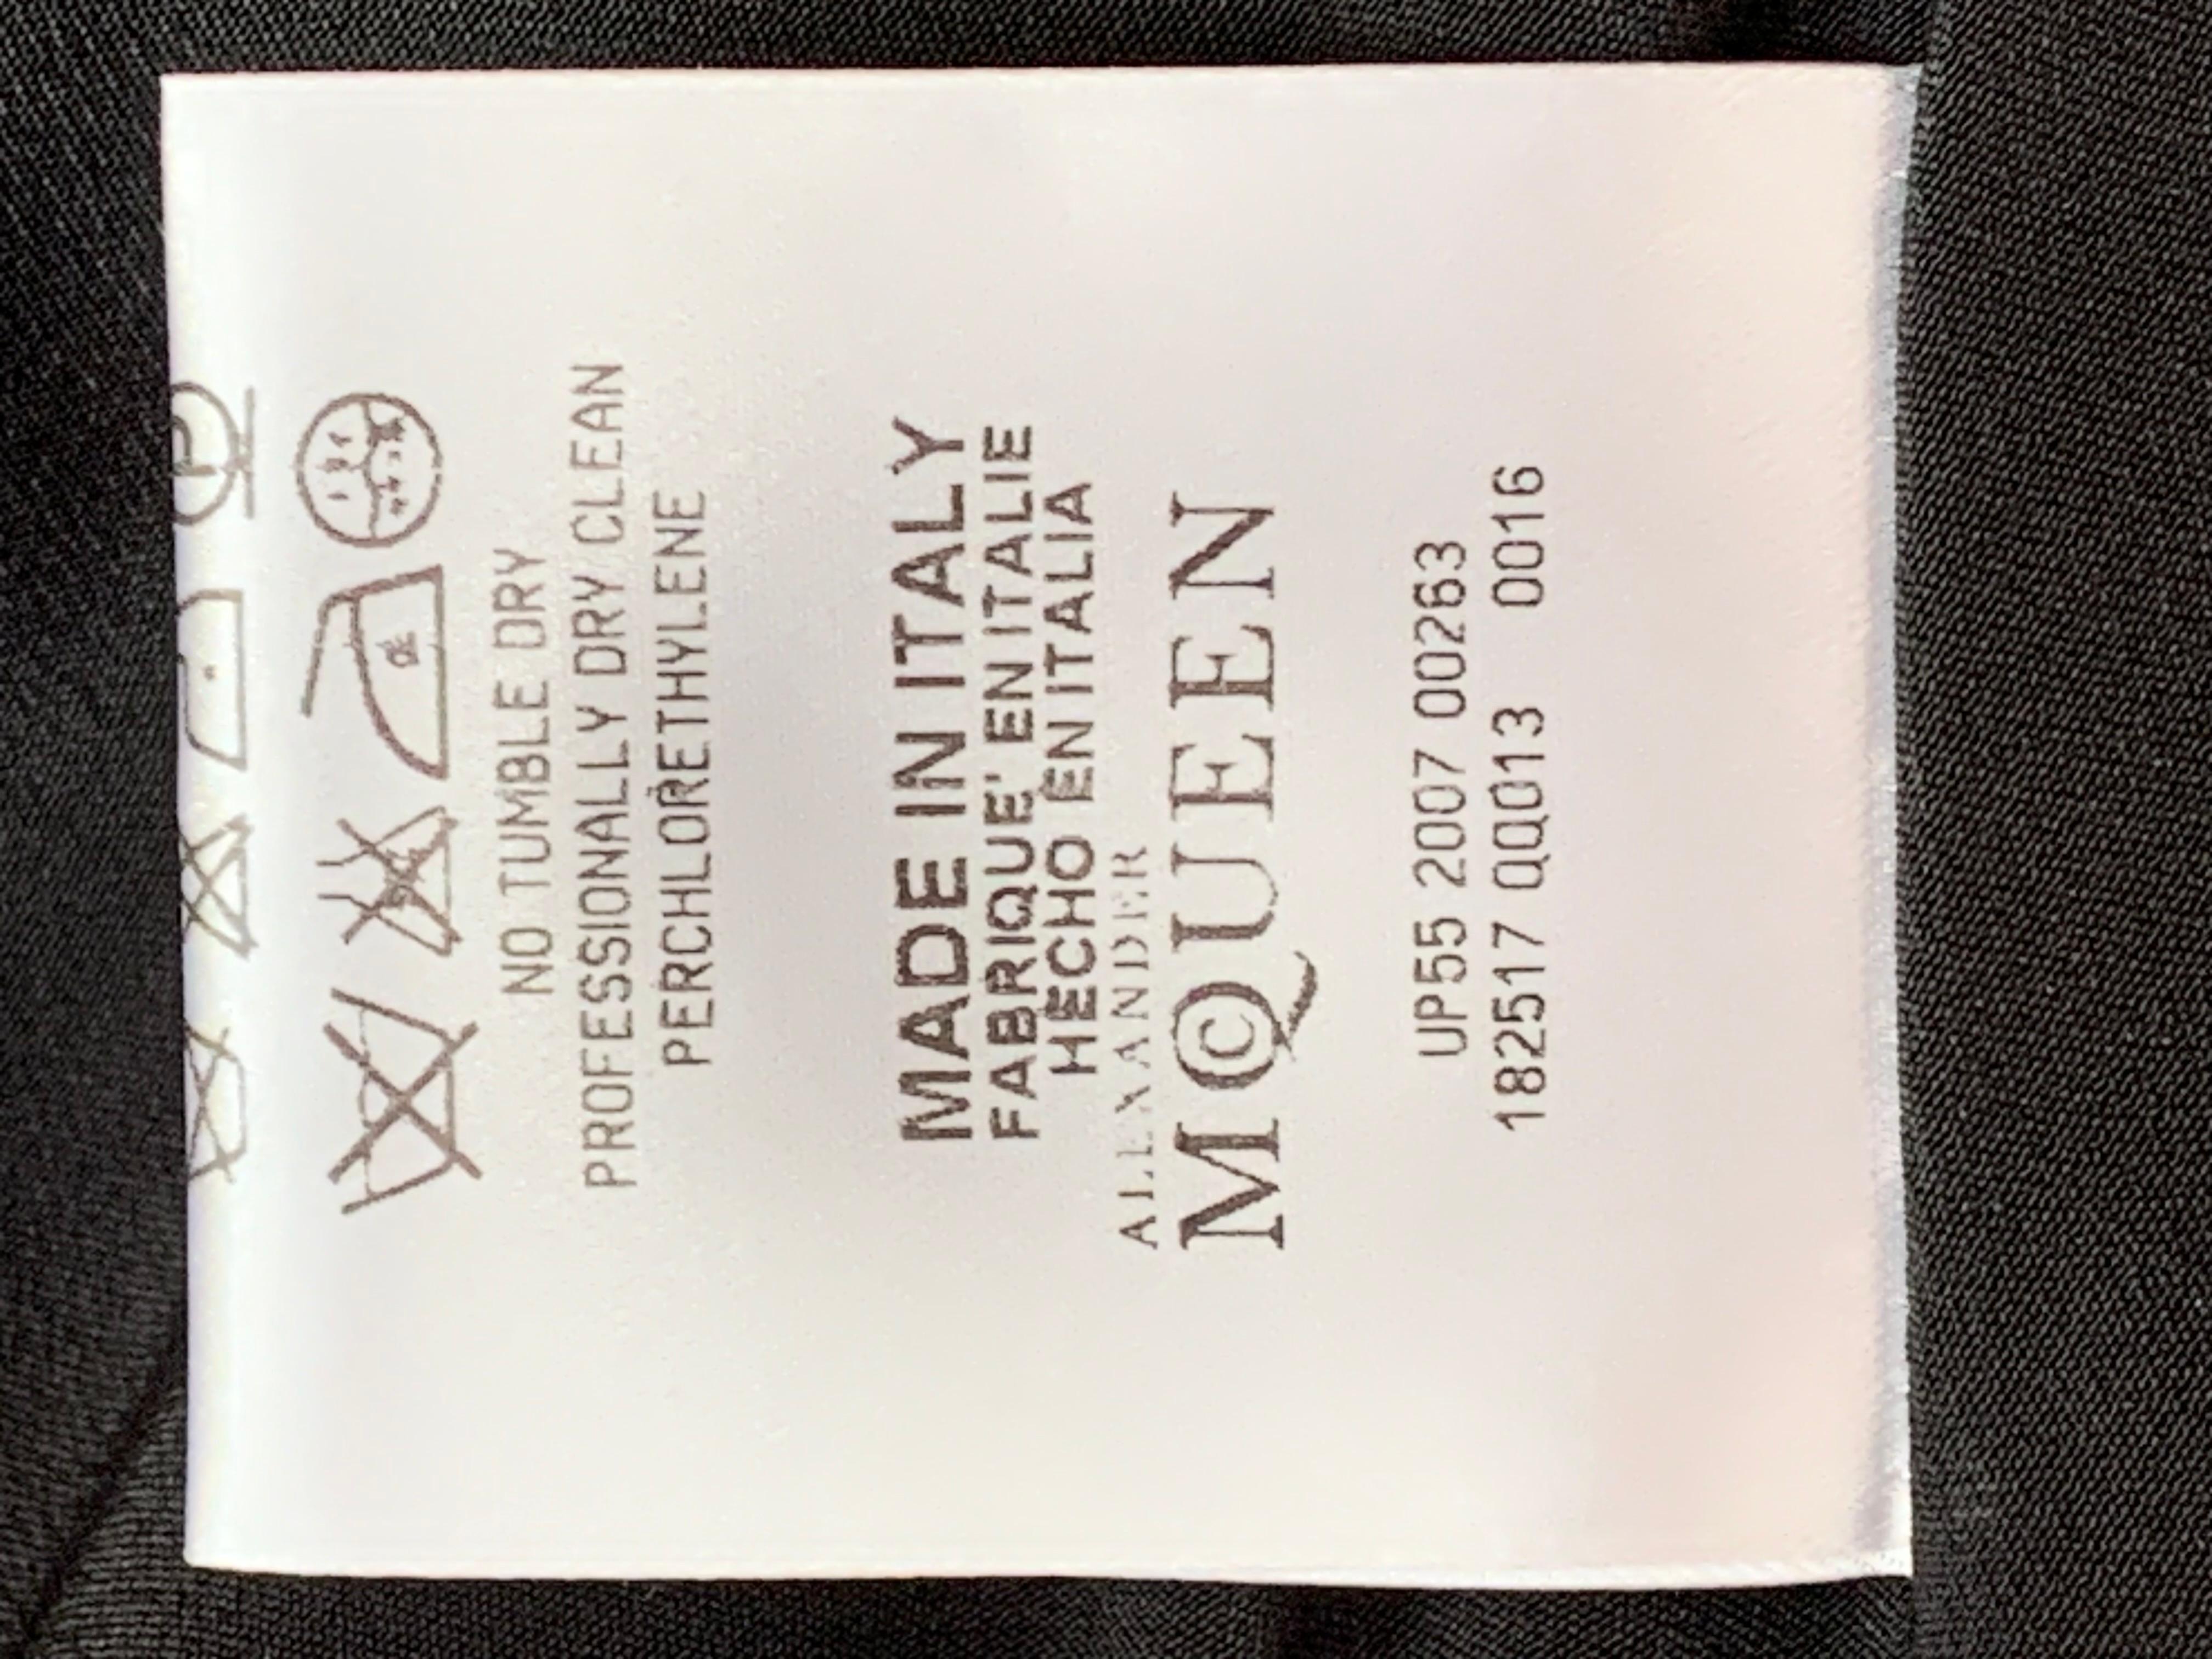 NO TUMBLE DRY
PROFESSIONALLY DRY CLEAN
PERCHLORETHYLENE
MADE IN ITALY
FABRIQUE' EN ITALIE
HECHO EN ITALIA
ALEXANDER
MCQUEEN
UP55 2007 00263
182517 QQ013 0016